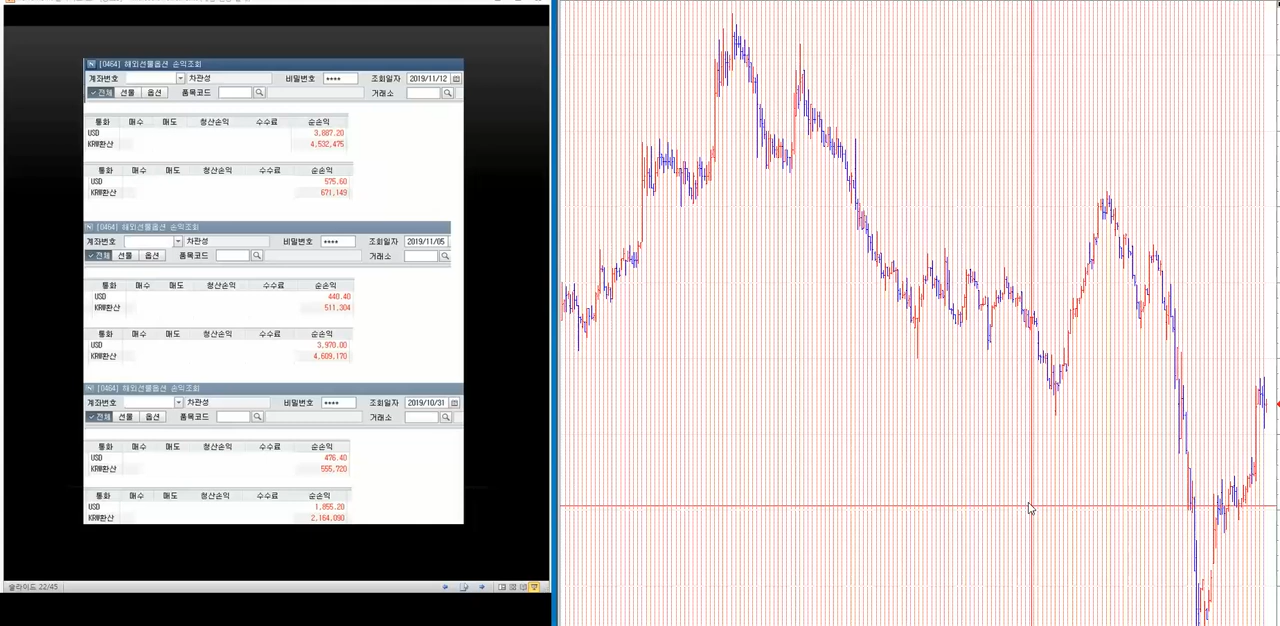 [0464] 해외선물옵션 손익조회
계좌번호 차관성 비밀번호 **** 조회일자 2019/11/12
전체 선물 옵션 품목코드 거래소
통화 매수 매도 청산손익 수수료 순손익
USD 3,887.20
KRW환산 4,532,475
통화 매수 매도 청산손익 수수료 순손익
USD 575.60
KRW환산 671,149
[0464] 해외선물옵션 손익조회
계좌번호 차관성 비밀번호 **** 조회일자 2019/11/05
전체 선물 옵션 품목코드 거래소
통화 매수 매도 청산손익 수수료 순손익
USD 440.40
KRW환산 511,304
통화 매수 매도 청산손익 수수료 순손익
USD 3,970.00
KRW환산 4,609,170
[0464] 해외선물옵션 손익조회
계좌번호 차관성 비밀번호 **** 조회일자 2019/10/31
전체 선물 옵션 품목코드 거래소
통화 매수 매도 청산손익 수수료 순손익
USD 476.40
KRW환산 555,720
통화 매수 매도 청산손익 수수료 순손익
USD 1,855.20
KRW환산 2,164,090
슬라이드 22/45